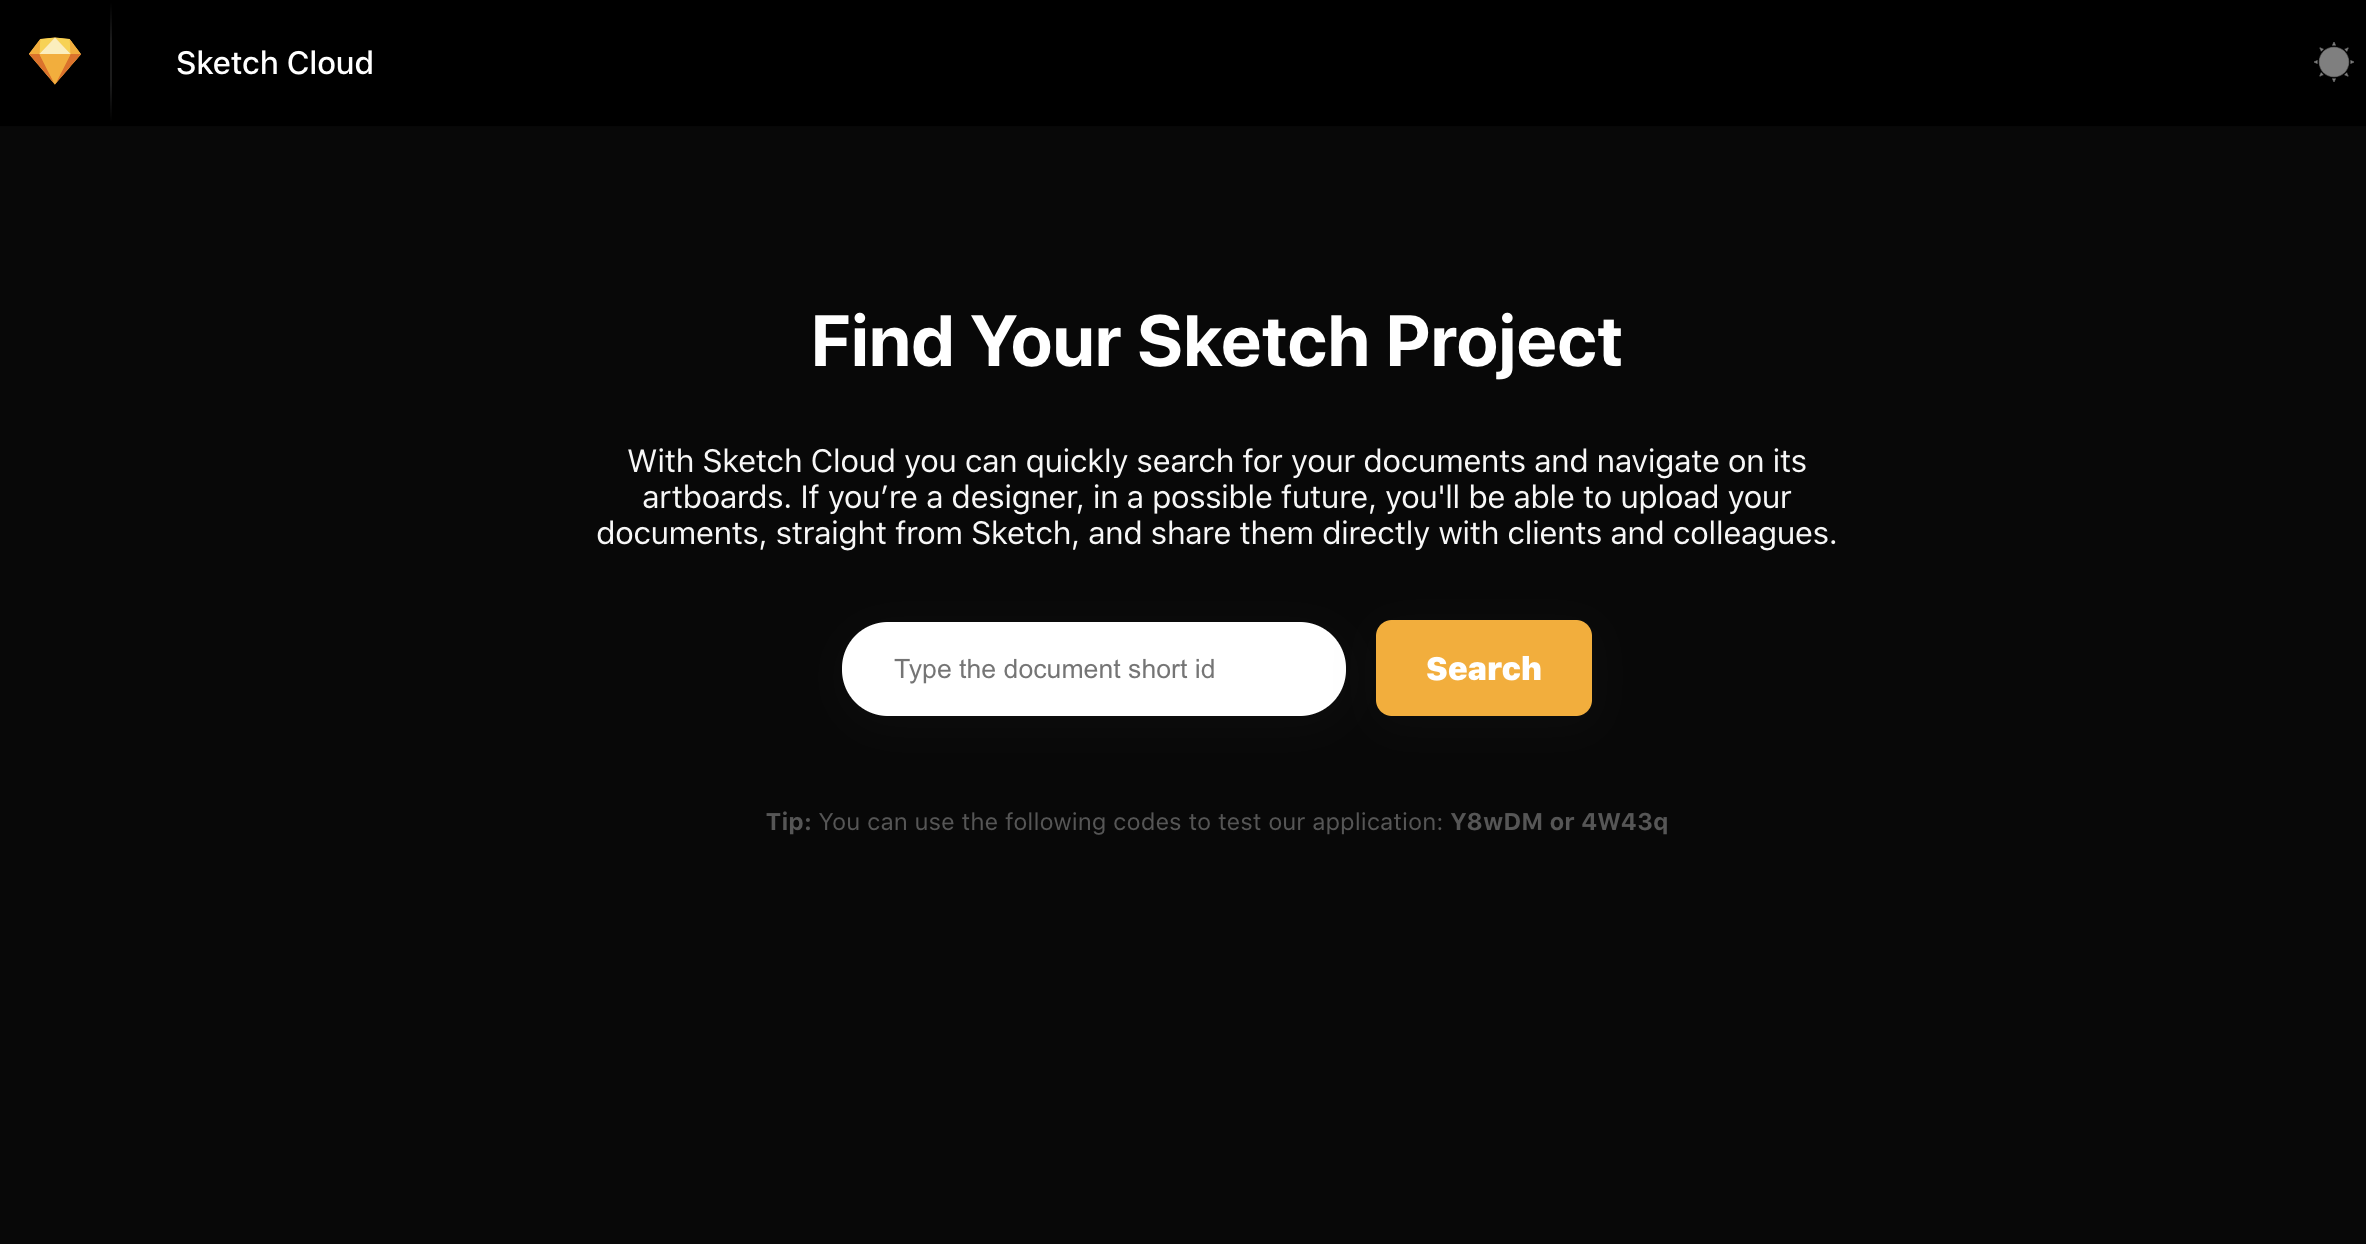 Sketch Cloud
Find Your Sketch Project
With Sketch Cloud you can quickly search for your documents and navigate on its
artboards. If you’re a designer, in a possible future, you'll be able to upload your
documents, straight from Sketch, and share them directly with clients and colleagues.
Type the document short id
Search
Tip: You can use the following codes to test our application: Y8wDM or 4W43q